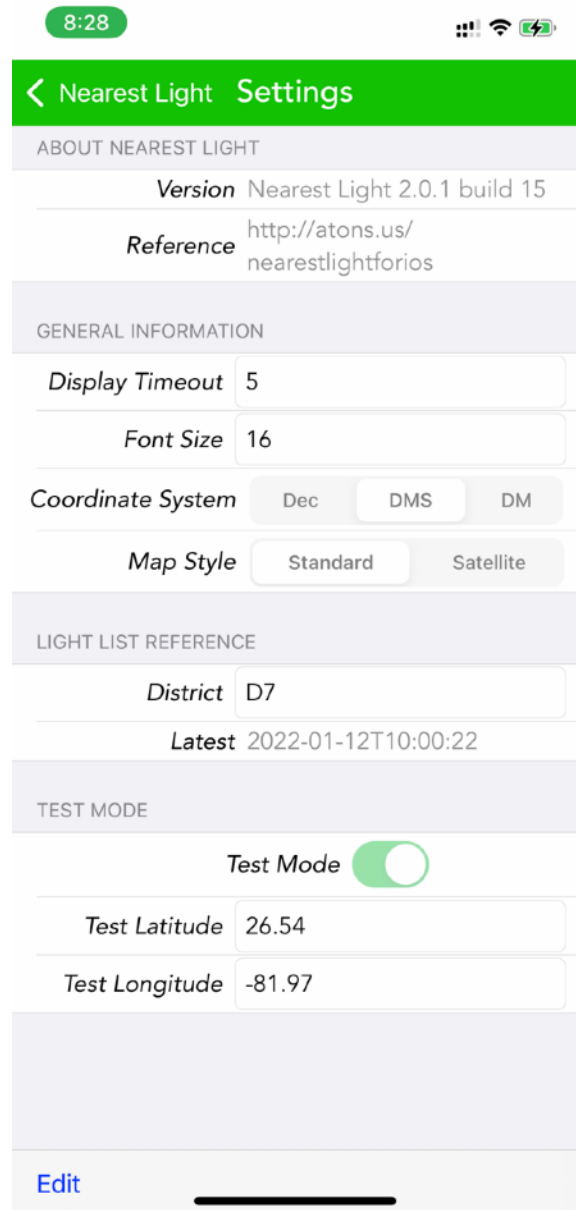 8:28
Nearest Light Settings
ABOUT NEAREST LIGHT
Version Nearest Light 2.0.1 build 15
Reference http://atons.us/
nearestlightforios
GENERAL INFORMATION
Display Timeout 5
Font Size 16
Coordinate System Dec DMS DM
Map Style Standard Satellite
LIGHT LIST REFERENCE
District D7
Latest 2022-01-12T10:00:22
TEST MODE
Test Mode
Test Latitude 26.54
Test Longitude -81.97
Edit